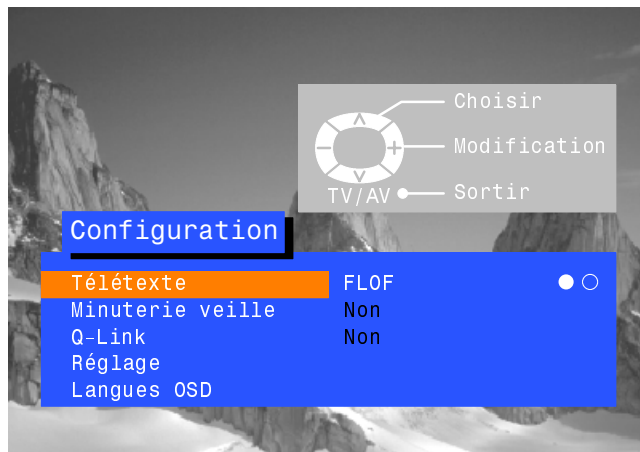 Choisir
Modification
TV/AV Sortir
Configuration
Télétexte FLOF
Minuterie veille Non
Q-Link Non
Réglage
Langues OSD